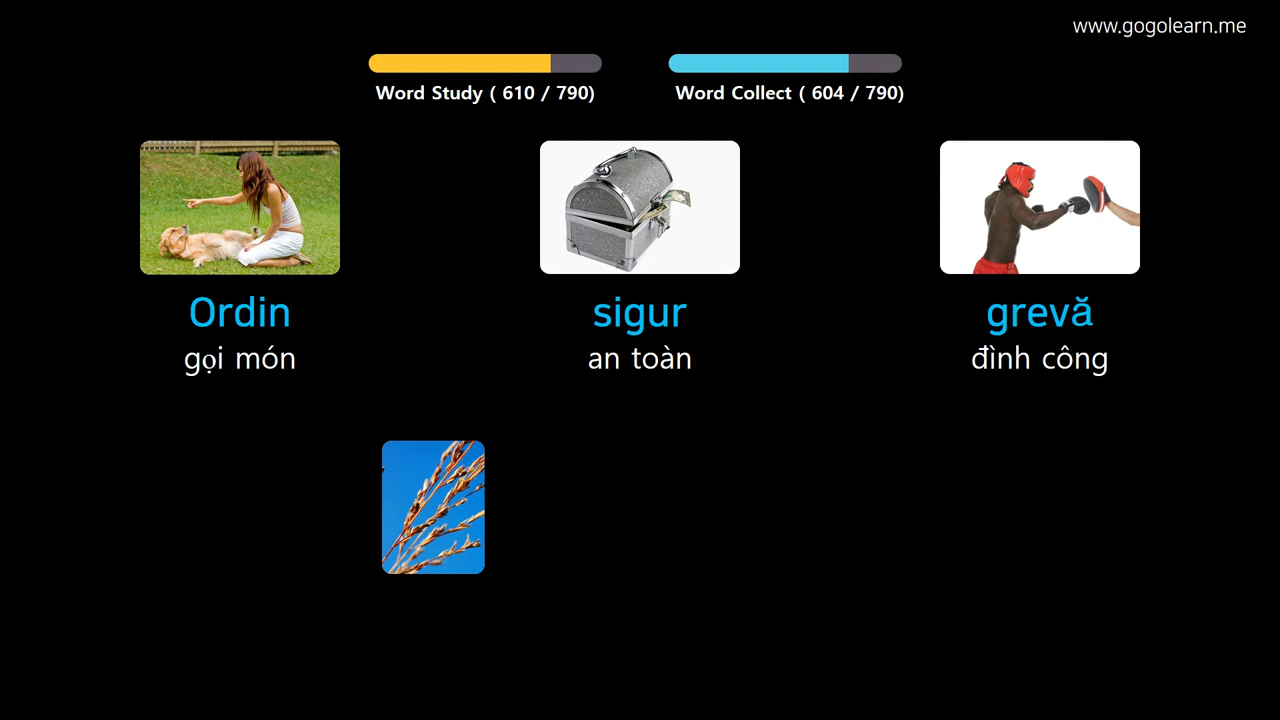 www.gogolearn.me
Word Study ( 610 / 790)
Word Collect ( 604 / 790)
Ordin
gọi món
sigur
an toàn
grevă
đình công